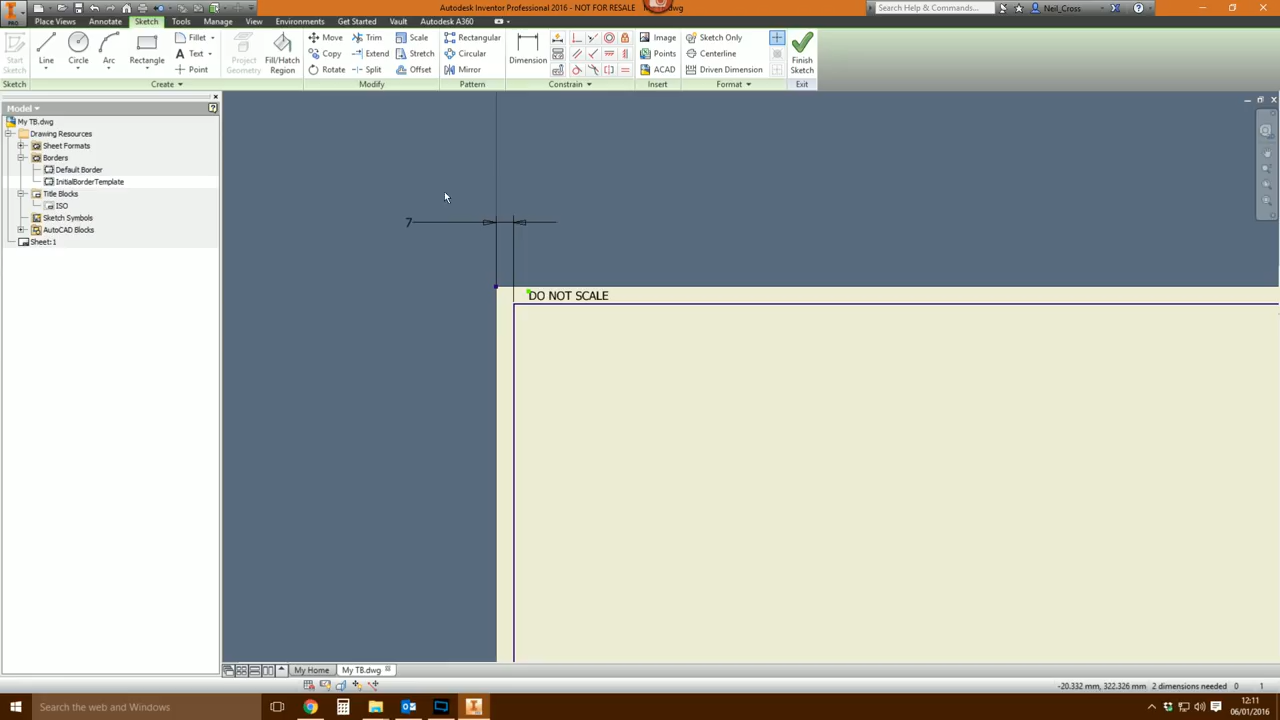 Autodesk Inventor Professional 2016 - NOT FOR RESALE
.dwg
Search Help & Commands...
Neil_Cross
PRO
Place Views
Annotate
Sketch
Tools
Manage
View
Environments
Get Started
Vault
Autodesk A360
Start Sketch
Line
Circle
Arc
Rectangle
Fillet
Text
Point
Project Geometry
Fill/Hatch Region
Move
Copy
Rotate
Trim
Extend
Split
Scale
Stretch
Offset
Rectangular
Circular
Mirror
Dimension
Image
Points
ACAD
Sketch Only
Centerline
Driven Dimension
Finish Sketch
Sketch
Create
Modify
Pattern
Constrain
Insert
Format
Exit
Model
My TB.dwg
Drawing Resources
Sheet Formats
Borders
Default Border
InitialBorderTemplate
Title Blocks
ISO
Sketch Symbols
AutoCAD Blocks
Sheet:1
7
DO NOT SCALE
My Home
My TB.dwg
-20.332 mm, 322.326 mm
2 dimensions needed
0
1
Search the web and Windows
12:11
06/01/2016